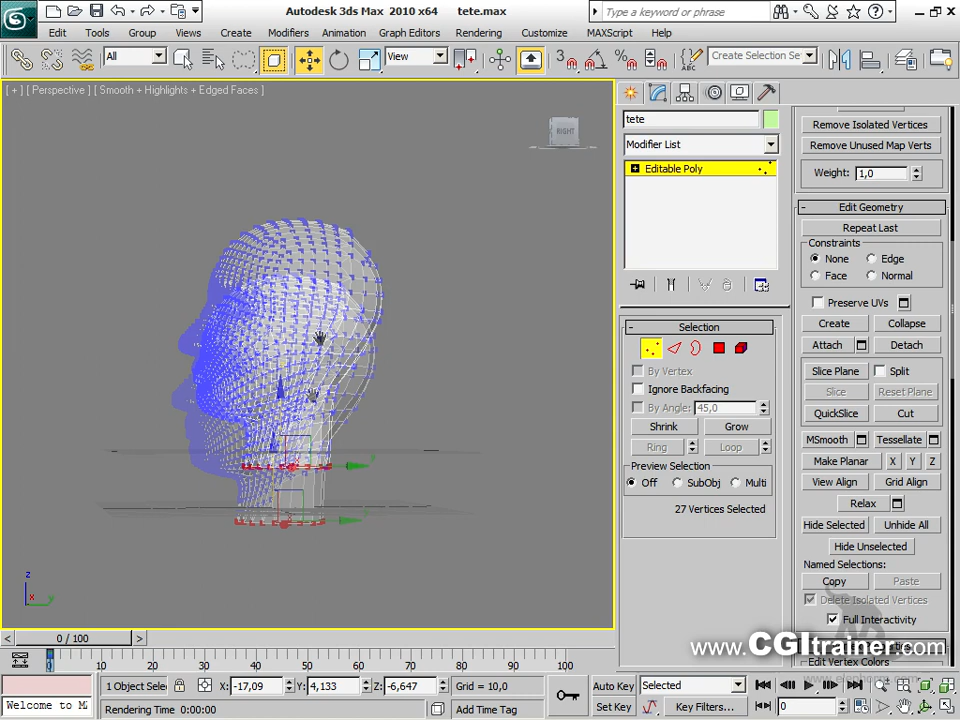 Autodesk 3ds Max 2010 x64 tete.max
Type a keyword or phrase
Edit Tools Group Views Create Modifiers Animation Graph Editors Rendering Customize MAXScript Help
All View 3 Create Selection Se
[ + ] [ Perspective ] [ Smooth + Highlights + Edged Faces ]
RIGHT
z
x
y
tete
Modifier List
Editable Poly
Selection
By Vertex
Ignore Backfacing
By Angle: 45,0
Shrink Grow
Ring Loop
Preview Selection
Off SubObj Multi
27 Vertices Selected
Remove Isolated Vertices
Remove Unused Map Verts
Weight: 1,0
Edit Geometry
Repeat Last
Constraints
None Edge
Face Normal
Preserve UVs
Create Collapse
Attach Detach
Slice Plane Split
Slice Reset Plane
QuickSlice Cut
MSmooth Tessellate
Make Planar X Y Z
View Align Grid Align
Relax
Hide Selected Unhide All
Hide Unselected
Named Selections:
Copy Paste
Delete Isolated Vertices
Full Interactivity
www.CGItrainer.com
Edit Vertex Colors
0 / 100
0 10 20 30 40 50 60 70 80 90 100
1 Object Sele X: -17,09 Y: 4,133 Z: -6,647 Grid = 10,0 Auto Key Selected
Welcome to M Rendering Time 0:00:00 Add Time Tag Set Key Key Filters... 0